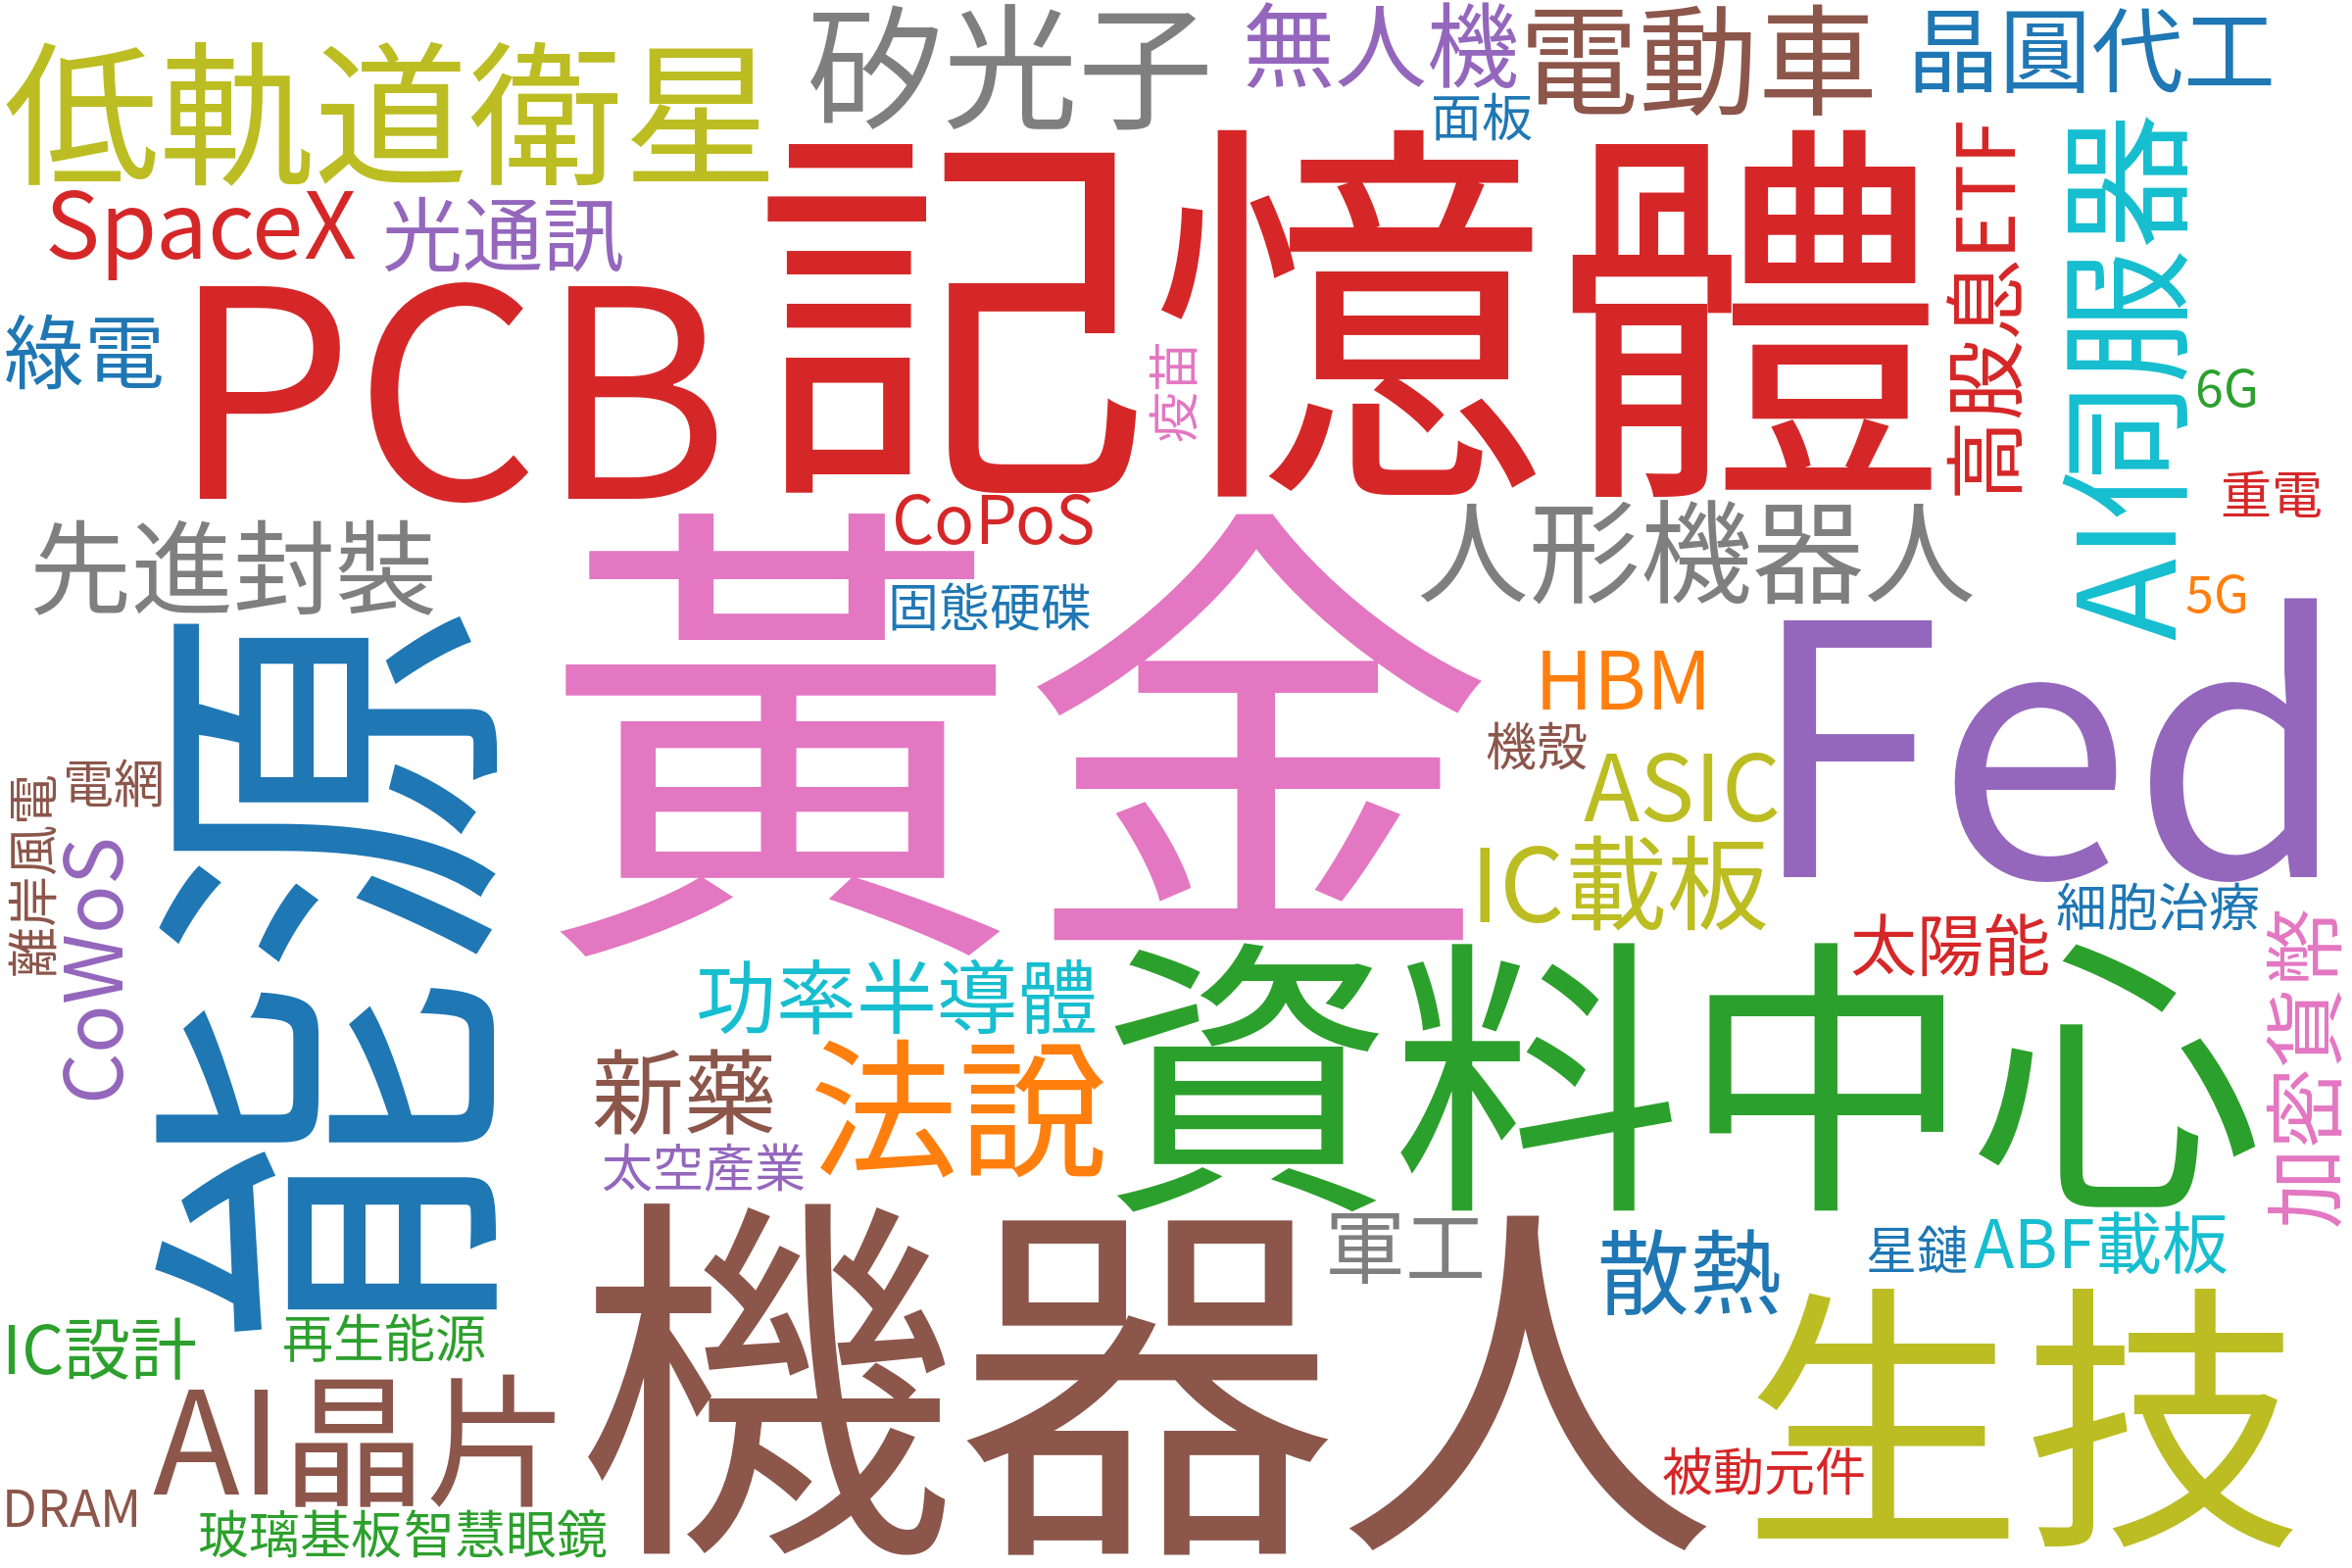 低軌道衛星
矽光子
無人機
電動車
晶圓代工
面板
SpaceX
光通訊
記憶體
高股息ETF
AI伺服器
綠電
PCB
疫苗
6G
重電
CoPoS
先進封裝
黃金
固態硬碟
人形機器人
5G
能源
HBM
Fed
機殼
ASIC
電網
離岸風電
CoWoS
IC載板
細胞治療
太陽能
加密貨幣
功率半導體
資料中心
新藥
法說
太空產業
機器人
軍工
散熱
星鏈
ABF載板
IC設計
再生能源
生技
AI晶片
被動元件
DRAM
玻璃基板
智慧眼鏡